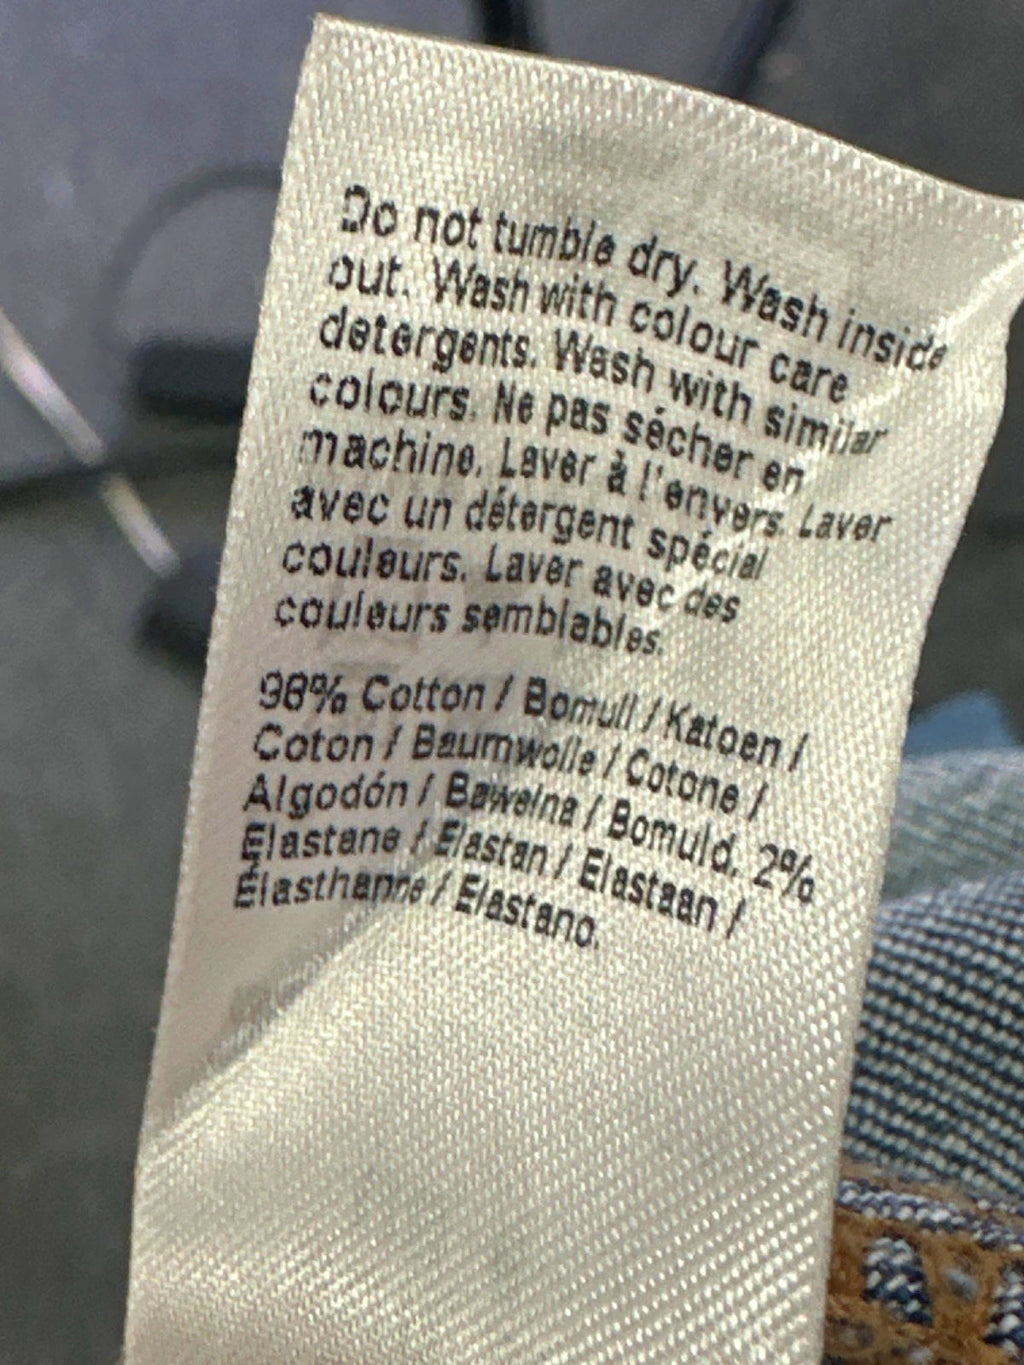 Do not tumble dry. Wash inside
out. Wash with colour care
detergents. Wash with similar
colours. Ne pas sécher en
machine. Laver à l'envers. Laver
avec un détergent spécial
couleurs. Laver avec des
couleurs semblables.
98% Cotton / Bomull / Katoen /
Coton / Baumwolle / Cotone /
Algodón / Bawełna / Bomuld. 2%
Elastane / Elastan / Elastaan /
Élasthanne / Elastano.